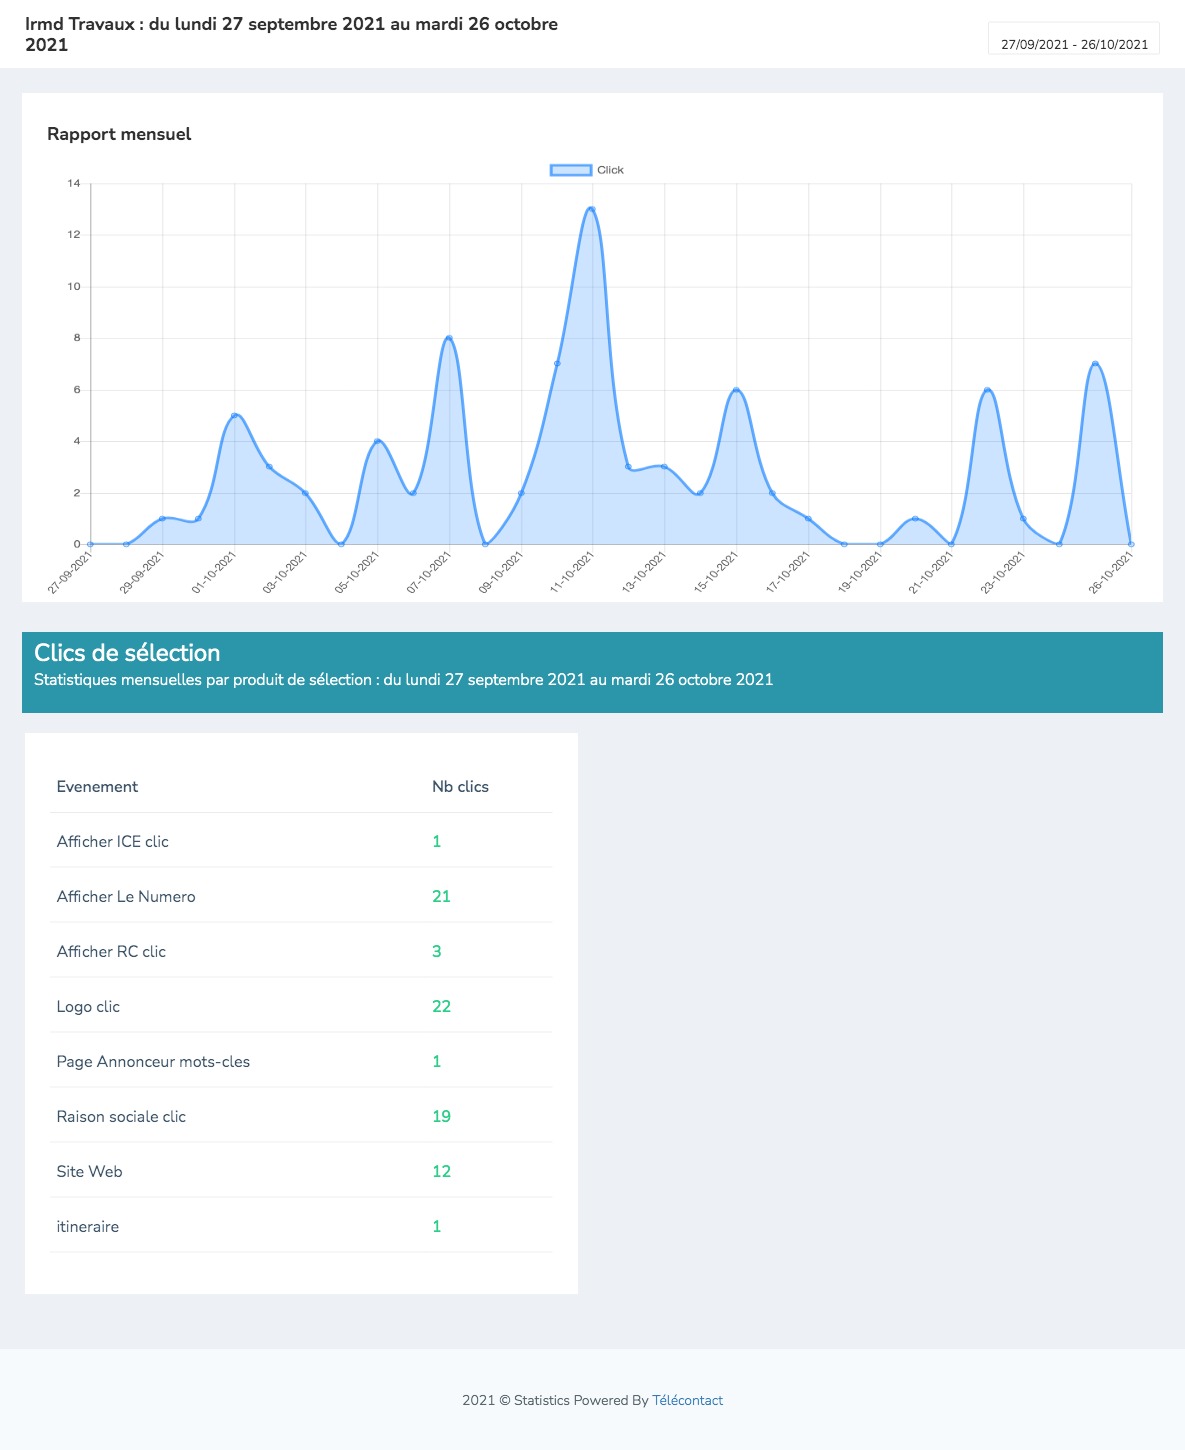 Irmd Travaux : du lundi 27 septembre 2021 au mardi 26 octobre
2021
27/09/2021 - 26/10/2021
Rapport mensuel
Click
14
12
10
8
6
4
2
0
27-09-2021
29-09-2021
01-10-2021
03-10-2021
05-10-2021
07-10-2021
09-10-2021
11-10-2021
13-10-2021
15-10-2021
17-10-2021
19-10-2021
21-10-2021
23-10-2021
26-10-2021
Clics de sélection
Statistiques mensuelles par produit de sélection : du lundi 27 septembre 2021 au mardi 26 octobre 2021
Evenement Nb clics
Afficher ICE clic 1
Afficher Le Numero 21
Afficher RC clic 3
Logo clic 22
Page Annonceur mots-cles 1
Raison sociale clic 19
Site Web 12
itineraire 1
2021 © Statistics Powered By Télécontact